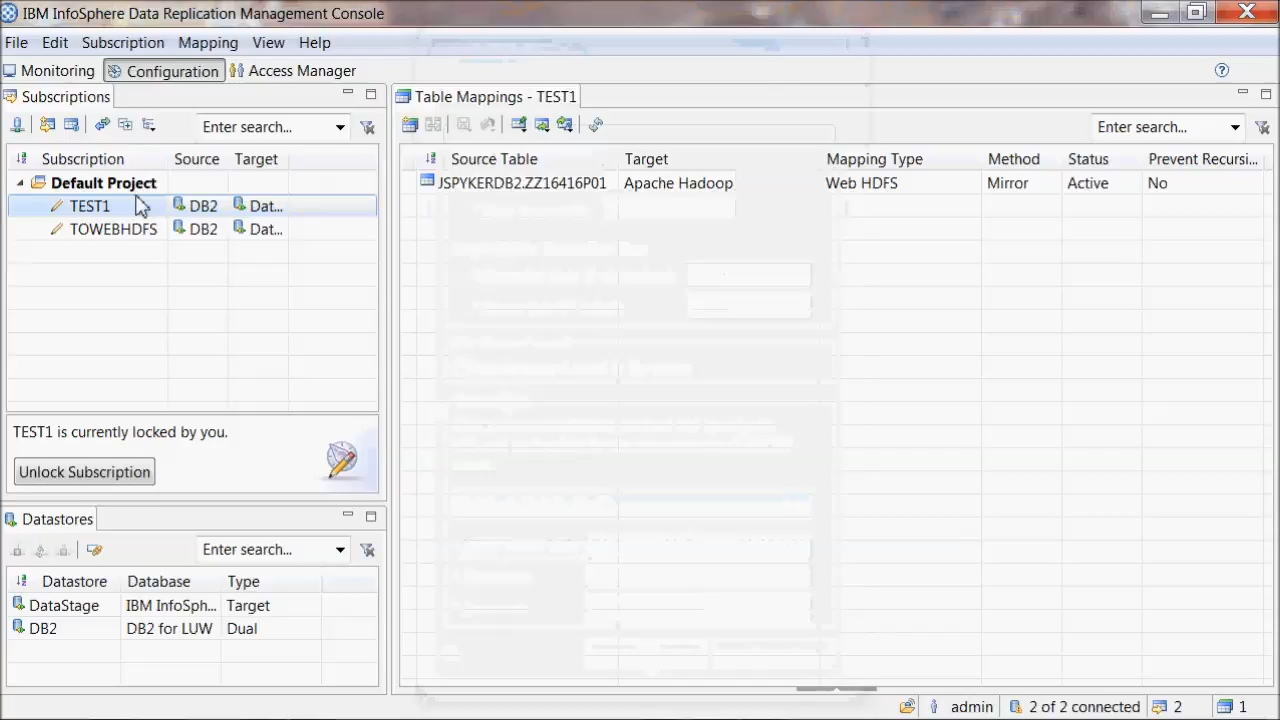 IBM InfoSphere Data Replication Management Console
File Edit Subscription Mapping View Help
Monitoring Configuration Access Manager
Subscriptions
Enter search...
Subscription Source Target
Default Project
TEST1 DB2 Dat...
TOWEBHDFS DB2 Dat...
TEST1 is currently locked by you.
Unlock Subscription
Datastores
Enter search...
Datastore Database Type
DataStage IBM InfoSph... Target
DB2 DB2 for LUW Dual
Table Mappings - TEST1
Enter search...
Source Table Target Mapping Type Method Status Prevent Recursi...
JSPYKERDB2.ZZ16416P01 Apache Hadoop Web HDFS Mirror Active No
admin 2 of 2 connected 2 1